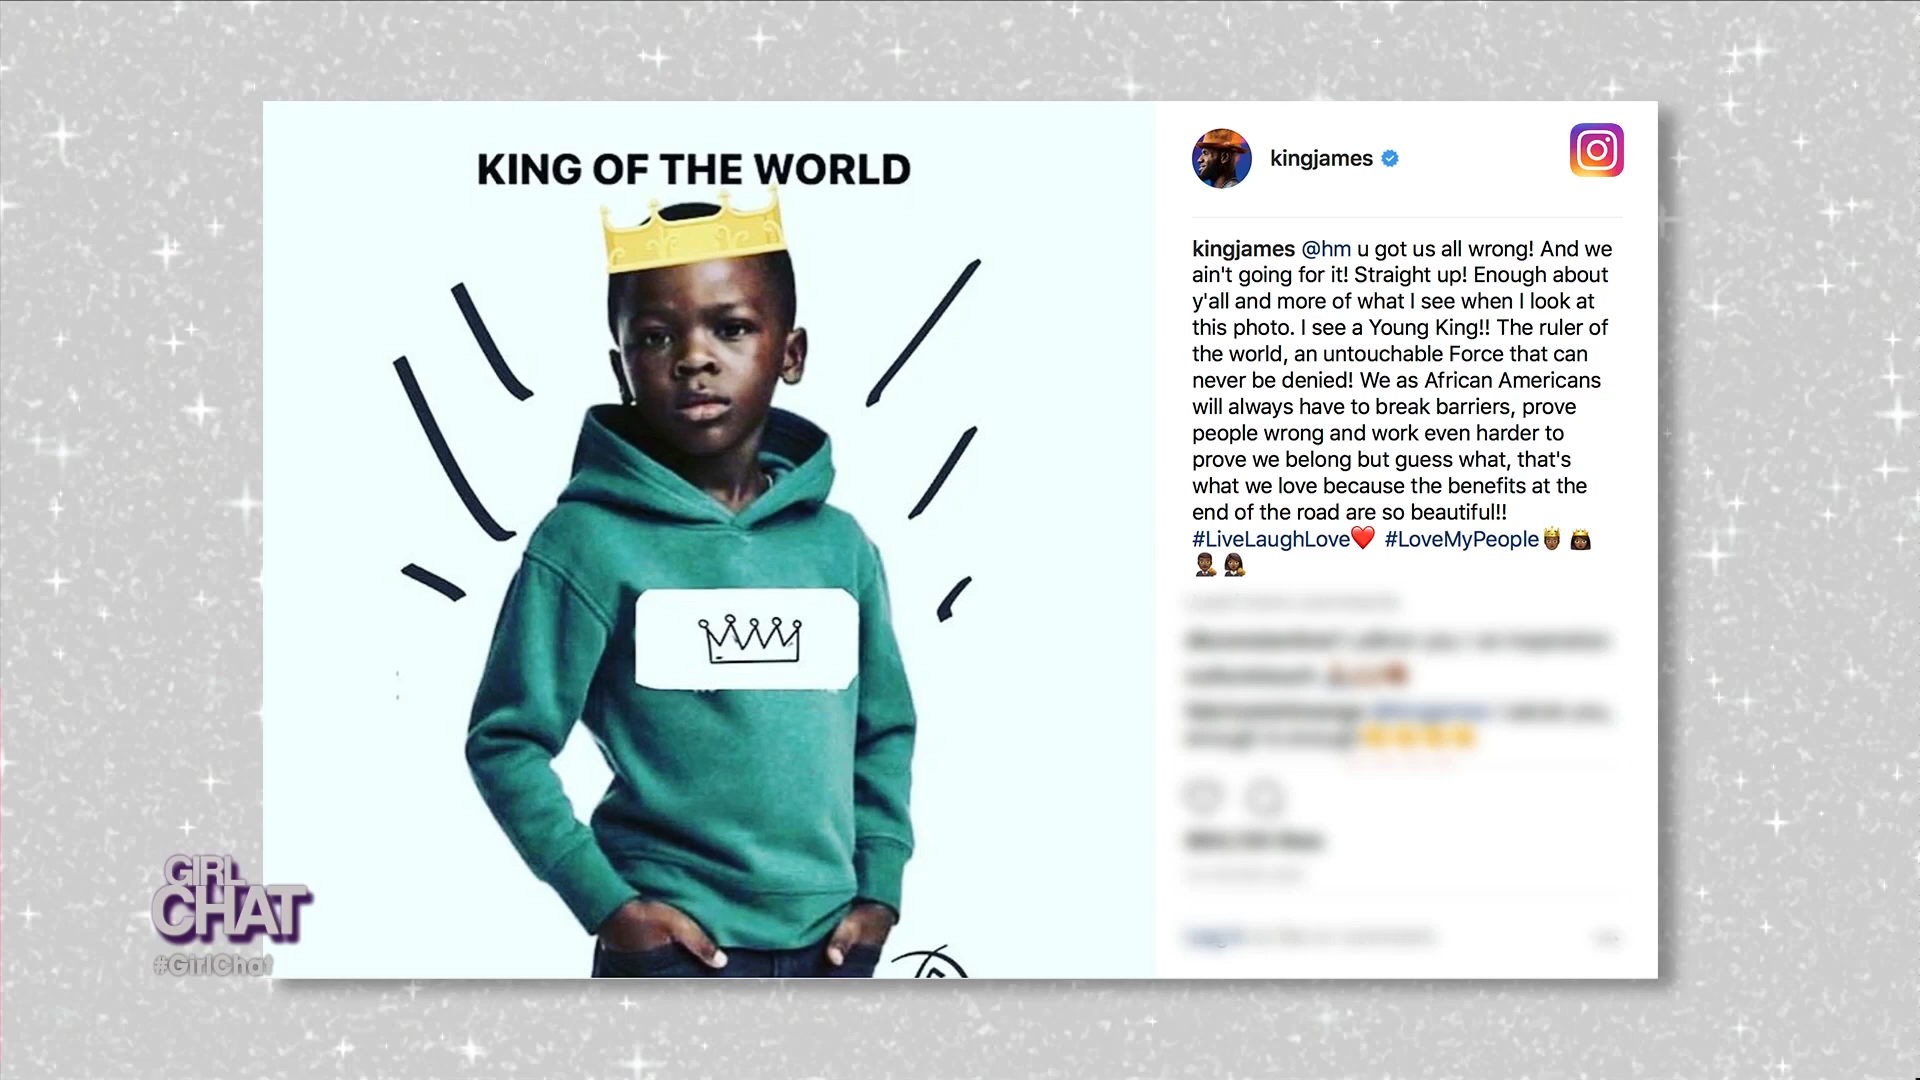 KING OF THE WORLD
kingjames
kingjames @hm u got us all wrong! And we
ain't going for it! Straight up! Enough about
y'all and more of what I see when I look at
this photo. I see a Young King!! The ruler of
the world, an untouchable Force that can
never be denied! We as African Americans
will always have to break barriers, prove
people wrong and work even harder to
prove we belong but guess what, that's
what we love because the benefits at the
end of the road are so beautiful!!
#LiveLaughLove❤️ #LoveMyPeople🤴🏾👸🏾
👨🏾‍⚖️👩🏾‍⚖️
GIRL
CHAT
#GirlChat